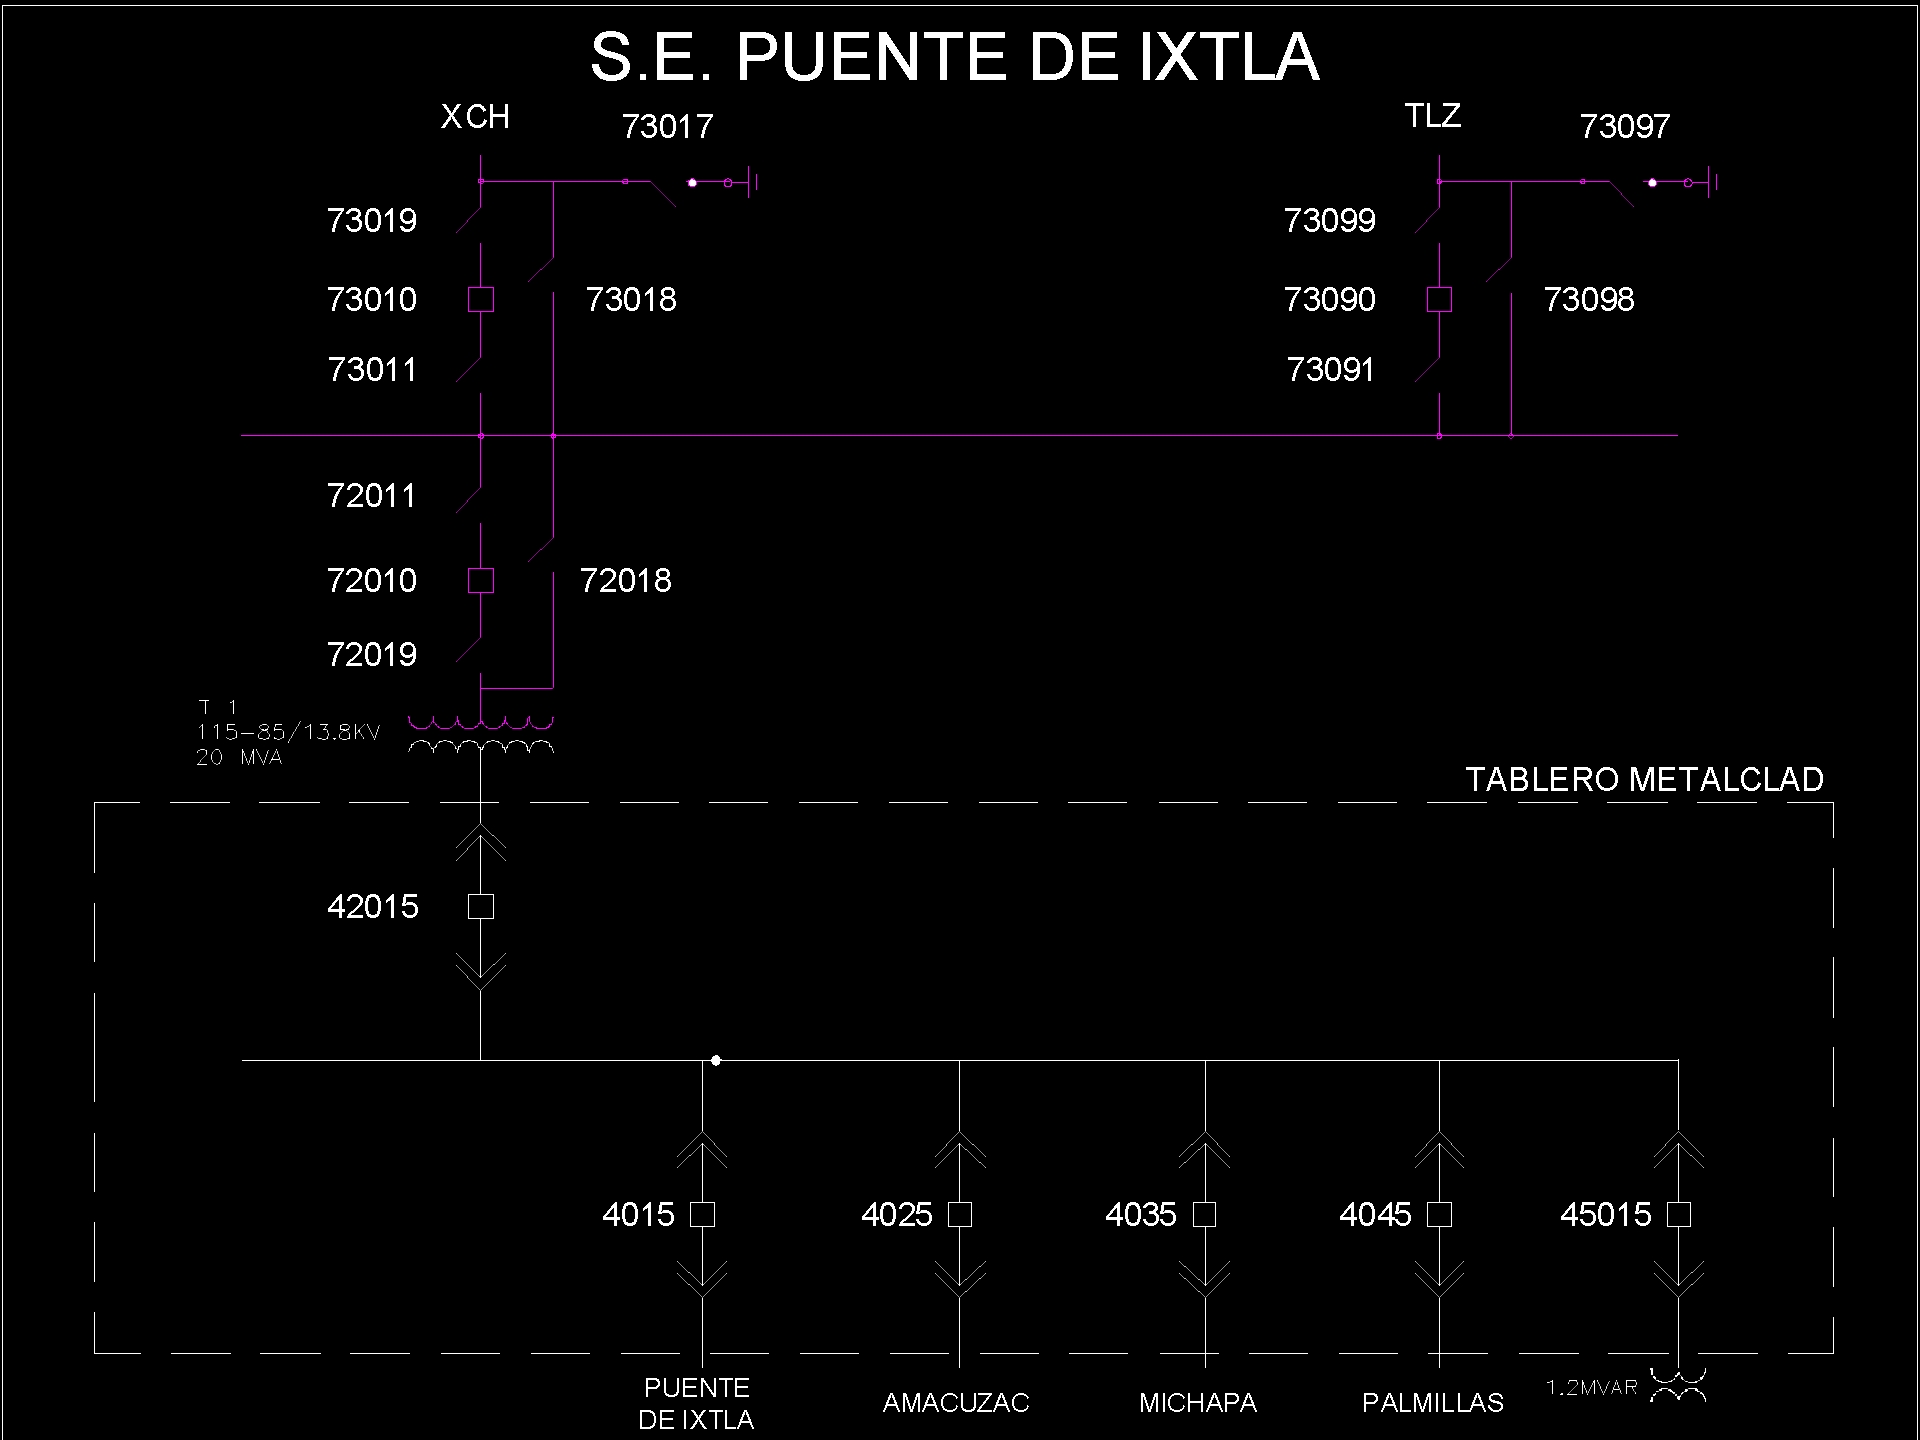 S.E. PUENTE DE IXTLA
XCH
73017
TLZ
73097
73019
73099
73010
73018
73090
73098
73011
73091
72011
72010
72018
72019
T 1
115-85/13.8KV
20 MVA
TABLERO METALCLAD
42015
4015
4025
4035
4045
45015
PUENTE
DE IXTLA
AMACUZAC
MICHAPA
PALMILLAS
1.2MVAR